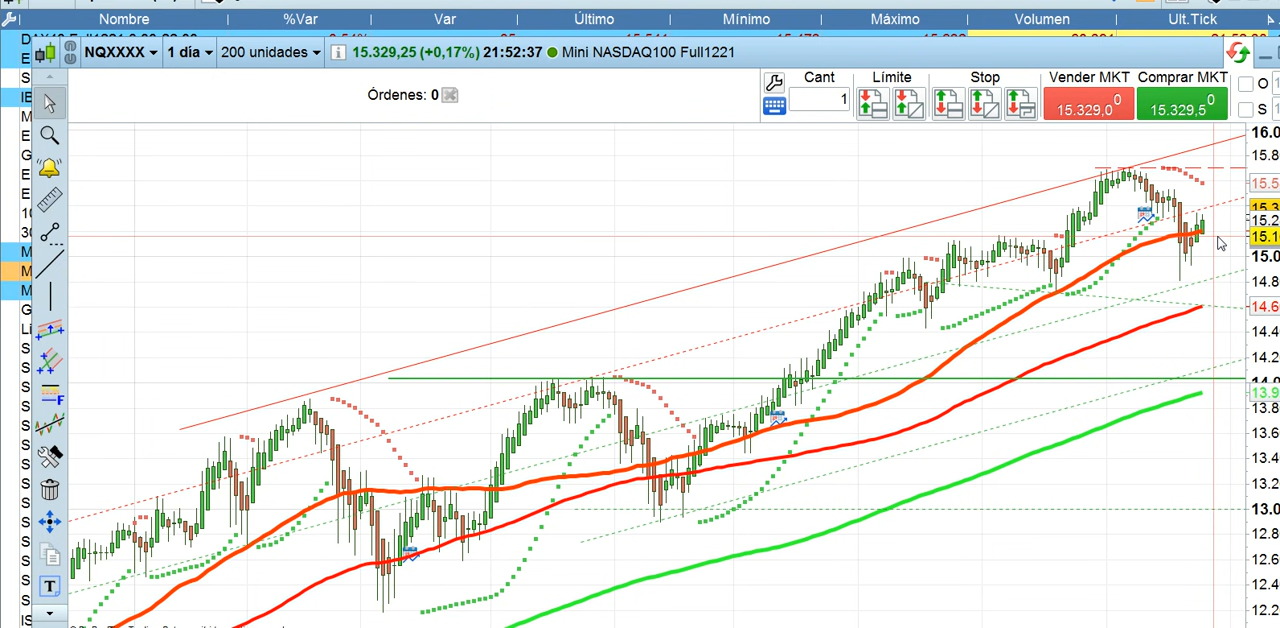 Nombre %Var Var Último Mínimo Máximo Volumen Ult.Tick
NQXXXX 1 día 200 unidades 15.329,25 (+0,17%) 21:52:37 Mini NASDAQ100 Full1221
Órdenes: 0
Cant Límite Stop Vender MKT Comprar MKT
1 15.329,0 0 15.329,5 0
O
S
16.0
15.8
15.5
15.3
15.2
15.1
15.0
14.8
14.6
14.4
14.2
14.0
13.9
13.8
13.6
13.4
13.2
13.0
12.8
12.6
12.4
12.2
F
T